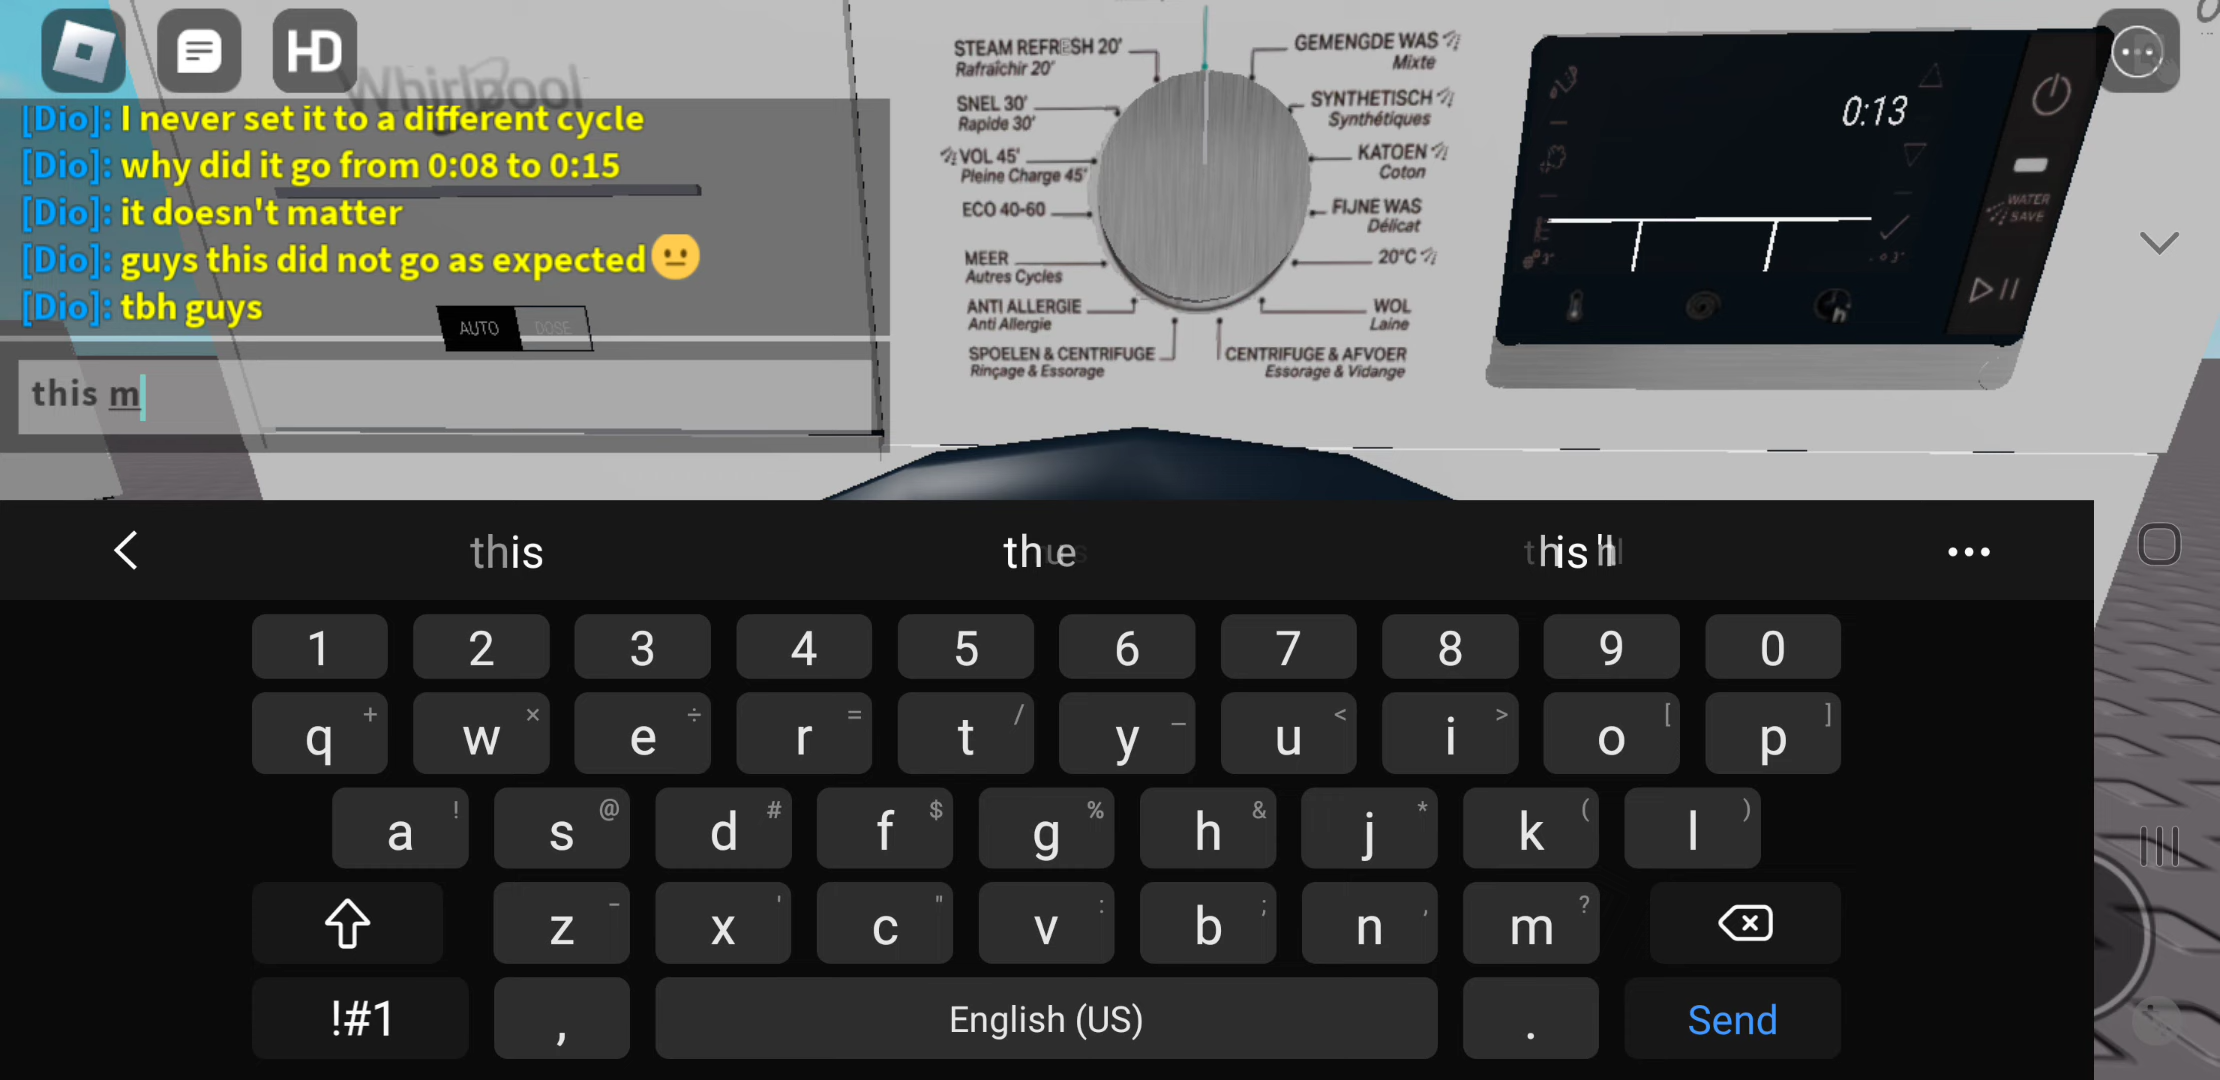 HD
Whirlpool
[Dio]: I never set it to a different cycle
[Dio]: why did it go from 0:08 to 0:15
[Dio]: it doesn't matter
[Dio]: guys this did not go as expected😐
[Dio]: tbh guys
AUTO DOSE
this m
STEAM REFRESH 20'
Rafraîchir 20'
SNEL 30'
Rapide 30'
VOL 45'
Pleine Charge 45'
ECO 40-60
MEER
Autres Cycles
ANTI ALLERGIE
Anti Allergie
SPOELEN & CENTRIFUGE
Rinçage & Essorage
GEMENGDE WAS
Mixte
SYNTHETISCH
Synthétiques
KATOEN
Coton
FIJNE WAS
Délicat
20°C
WOL
Laine
CENTRIFUGE & AFVOER
Essorage & Vidange
0:13
WATER
SAVE
h
this
1 2 3 4 5 6 7 8 9 0
q + w × e ÷ r = t / y _ u < i > o [ p ]
a ! s @ d # f $ g % h & j * k ( l )
z - x ' c " v : b ; n , m ?
!#1 , English (US) . Send